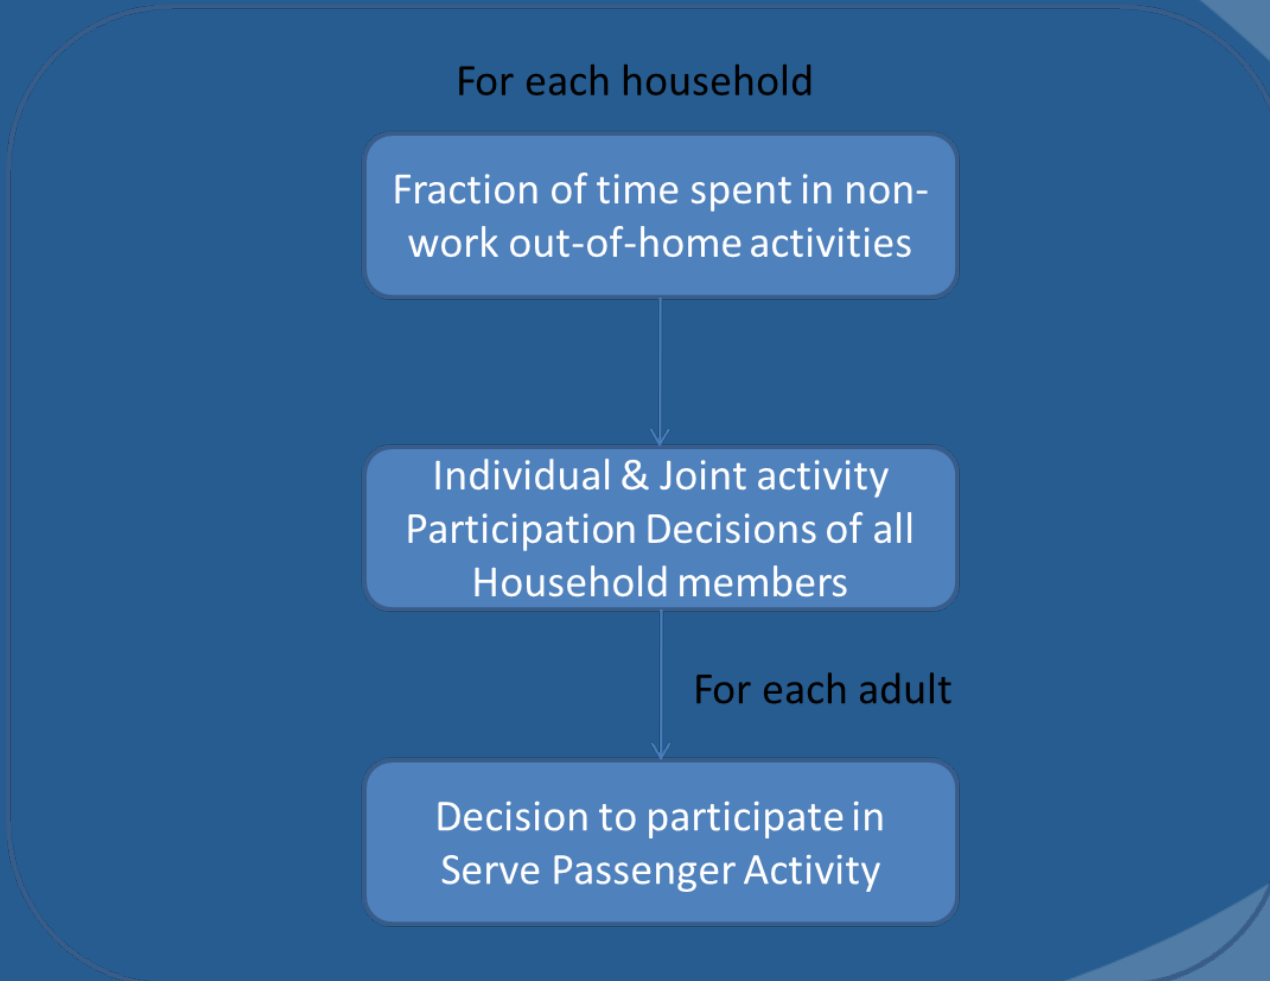 For each household
Fraction of time spent in non-
work out-of-home activities
Individual & Joint activity
Participation Decisions of all
Household members
For each adult
Decision to participate in
Serve Passenger Activity